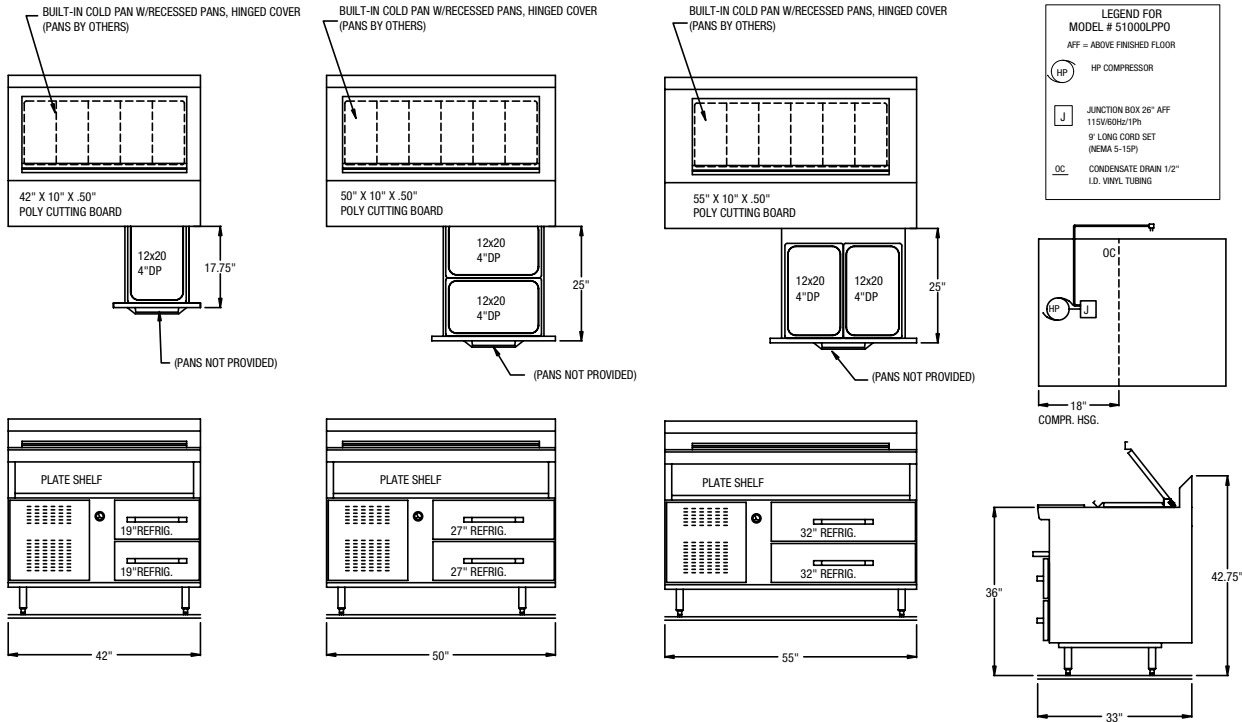 BUILT-IN COLD PAN W/RECESSED PANS, HINGED COVER
(PANS BY OTHERS)
42" X 10" X .50"
POLY CUTTING BOARD
12x20
4"DP
17.75"
(PANS NOT PROVIDED)
BUILT-IN COLD PAN W/RECESSED PANS, HINGED COVER
(PANS BY OTHERS)
50" X 10" X .50"
POLY CUTTING BOARD
12x20
4"DP
12x20
4"DP
25"
(PANS NOT PROVIDED)
BUILT-IN COLD PAN W/RECESSED PANS, HINGED COVER
(PANS BY OTHERS)
55" X 10" X .50"
POLY CUTTING BOARD
12x20
4"DP
12x20
4"DP
25"
(PANS NOT PROVIDED)
LEGEND FOR
MODEL # 51000LPPO
AFF = ABOVE FINISHED FLOOR
HP
HP COMPRESSOR
J
JUNCTION BOX 26" AFF
115V/60Hz/1Ph
9' LONG CORD SET
(NEMA 5-15P)
OC
CONDENSATE DRAIN 1/2"
I.D. VINYL TUBING
OC
HP
J
18"
COMPR. HSG.
PLATE SHELF
19"REFRIG.
19"REFRIG.
42"
PLATE SHELF
27" REFRIG.
27" REFRIG.
50"
PLATE SHELF
32" REFRIG.
32" REFRIG.
55"
36"
42.75"
33"